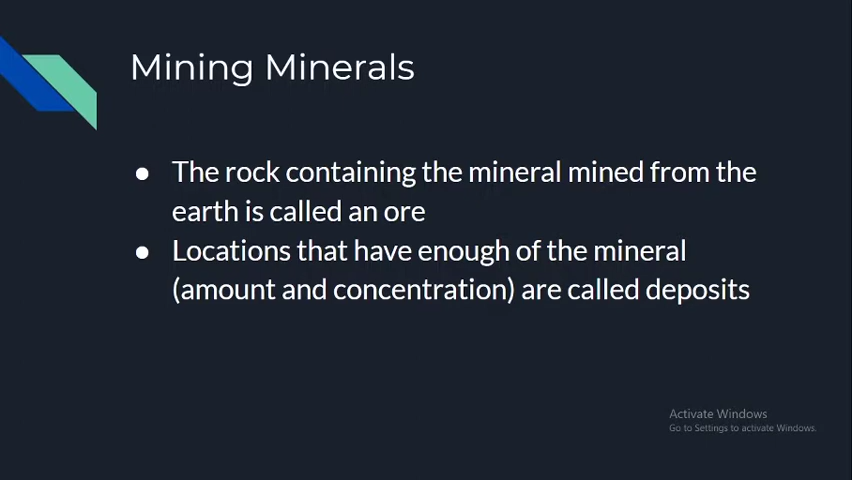 Mining Minerals
● The rock containing the mineral mined from the
earth is called an ore
● Locations that have enough of the mineral
(amount and concentration) are called deposits
Activate Windows
Go to Settings to activate Windows.